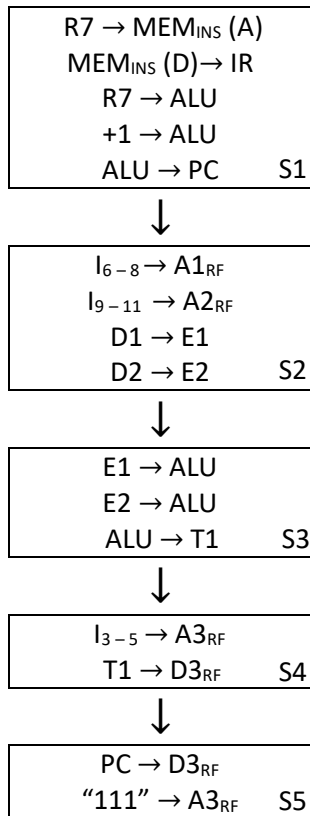 R7 → MEMINS (A)
MEMINS (D)→ IR
R7 → ALU
+1 → ALU
ALU → PC S1
I6 – 8 → A1RF
I9 – 11 → A2RF
D1 → E1
D2 → E2 S2
E1 → ALU
E2 → ALU
ALU → T1 S3
I3 – 5 → A3RF
T1 → D3RF S4
PC → D3RF
“111” → A3RF S5